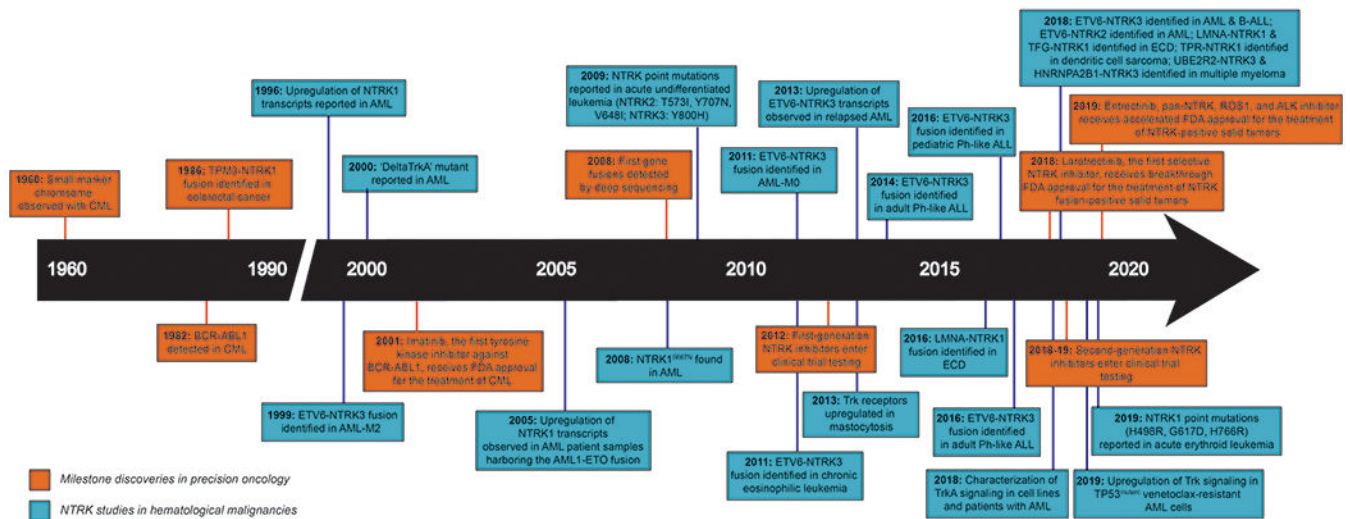 2018: ETV6-NTRK3 identified in AML & B-ALL;
ETV6-NTRK2 identified in AML; LMNA-NTRK1 &
TFG-NTRK1 identified in ECD; TPR-NTRK1 identified
in dendritic cell sarcoma; UBE2R2-NTRK3 &
HNRNPA2B1-NTRK3 identified in multiple myeloma
1996: Upregulation of NTRK1
transcripts reported in AML
2009: NTRK point mutations
reported in acute undifferentiated
leukemia (NTRK2: T573I, Y707N,
V648I; NTRK3: Y800H)
2013: Upregulation of
ETV6-NTRK3 transcripts
observed in relapsed AML
2019: Entrectinib, pan-NTRK, ROS1, and ALK inhibitor
receives accelerated FDA approval for the treatment
of NTRK-positive solid tumors
2016: ETV6-NTRK3
fusion identified in
pediatric Ph-like ALL
1986: TPM3-NTRK1
fusion identified in
colorectal cancer
2000: 'DeltaTrkA' mutant
reported in AML
2008: First gene
fusions detected
by deep sequencing
2011: ETV6-NTRK3
fusion identified in
AML-M0
2018: Larotrectinib, the first selective
NTRK inhibitor, receives breakthrough
FDA approval for the treatment of NTRK
fusion-positive solid tumors
1960: Small marker
chromsome
observed with CML
2014: ETV6-NTRK3
fusion identified
in adult Ph-like ALL
1960 1990 2000 2005 2010 2015 2020
1982: BCR-ABL1
detected in CML
2001: Imatinib, the first tyrosine
kinase inhibitor against
BCR-ABL1, receives FDA approval
for the treatment of CML
2008: NTRK1
found
in AML
2012: First-generation
NTRK inhibitors enter
clinical trial testing
2016: LMNA-NTRK1
fusion identified in
ECD
2018-19: Second-generation NTRK
inhibitors enter clinical trial
testing
1999: ETV6-NTRK3 fusion
identified in AML-M2
2005: Upregulation of
NTRK1 transcripts
observed in AML patient samples
harboring the AML1-ETO fusion
2013: Trk receptors
upregulated in
mastocytosis
2016: ETV6-NTRK3
fusion identified
in adult Ph-like ALL
2019: NTRK1 point mutations
(H498R, G617D, H766R)
reported in acute erythroid leukemia
2011: ETV6-NTRK3
fusion identified in chronic
eosinophilic leukemia
2018: Characterization of
TrkA signaling in cell lines
and patients with AML
2019: Upregulation of Trk signaling in
TP53 venetoclax-resistant
AML cells
Milestone discoveries in precision oncology
NTRK studies in hematological malignancies